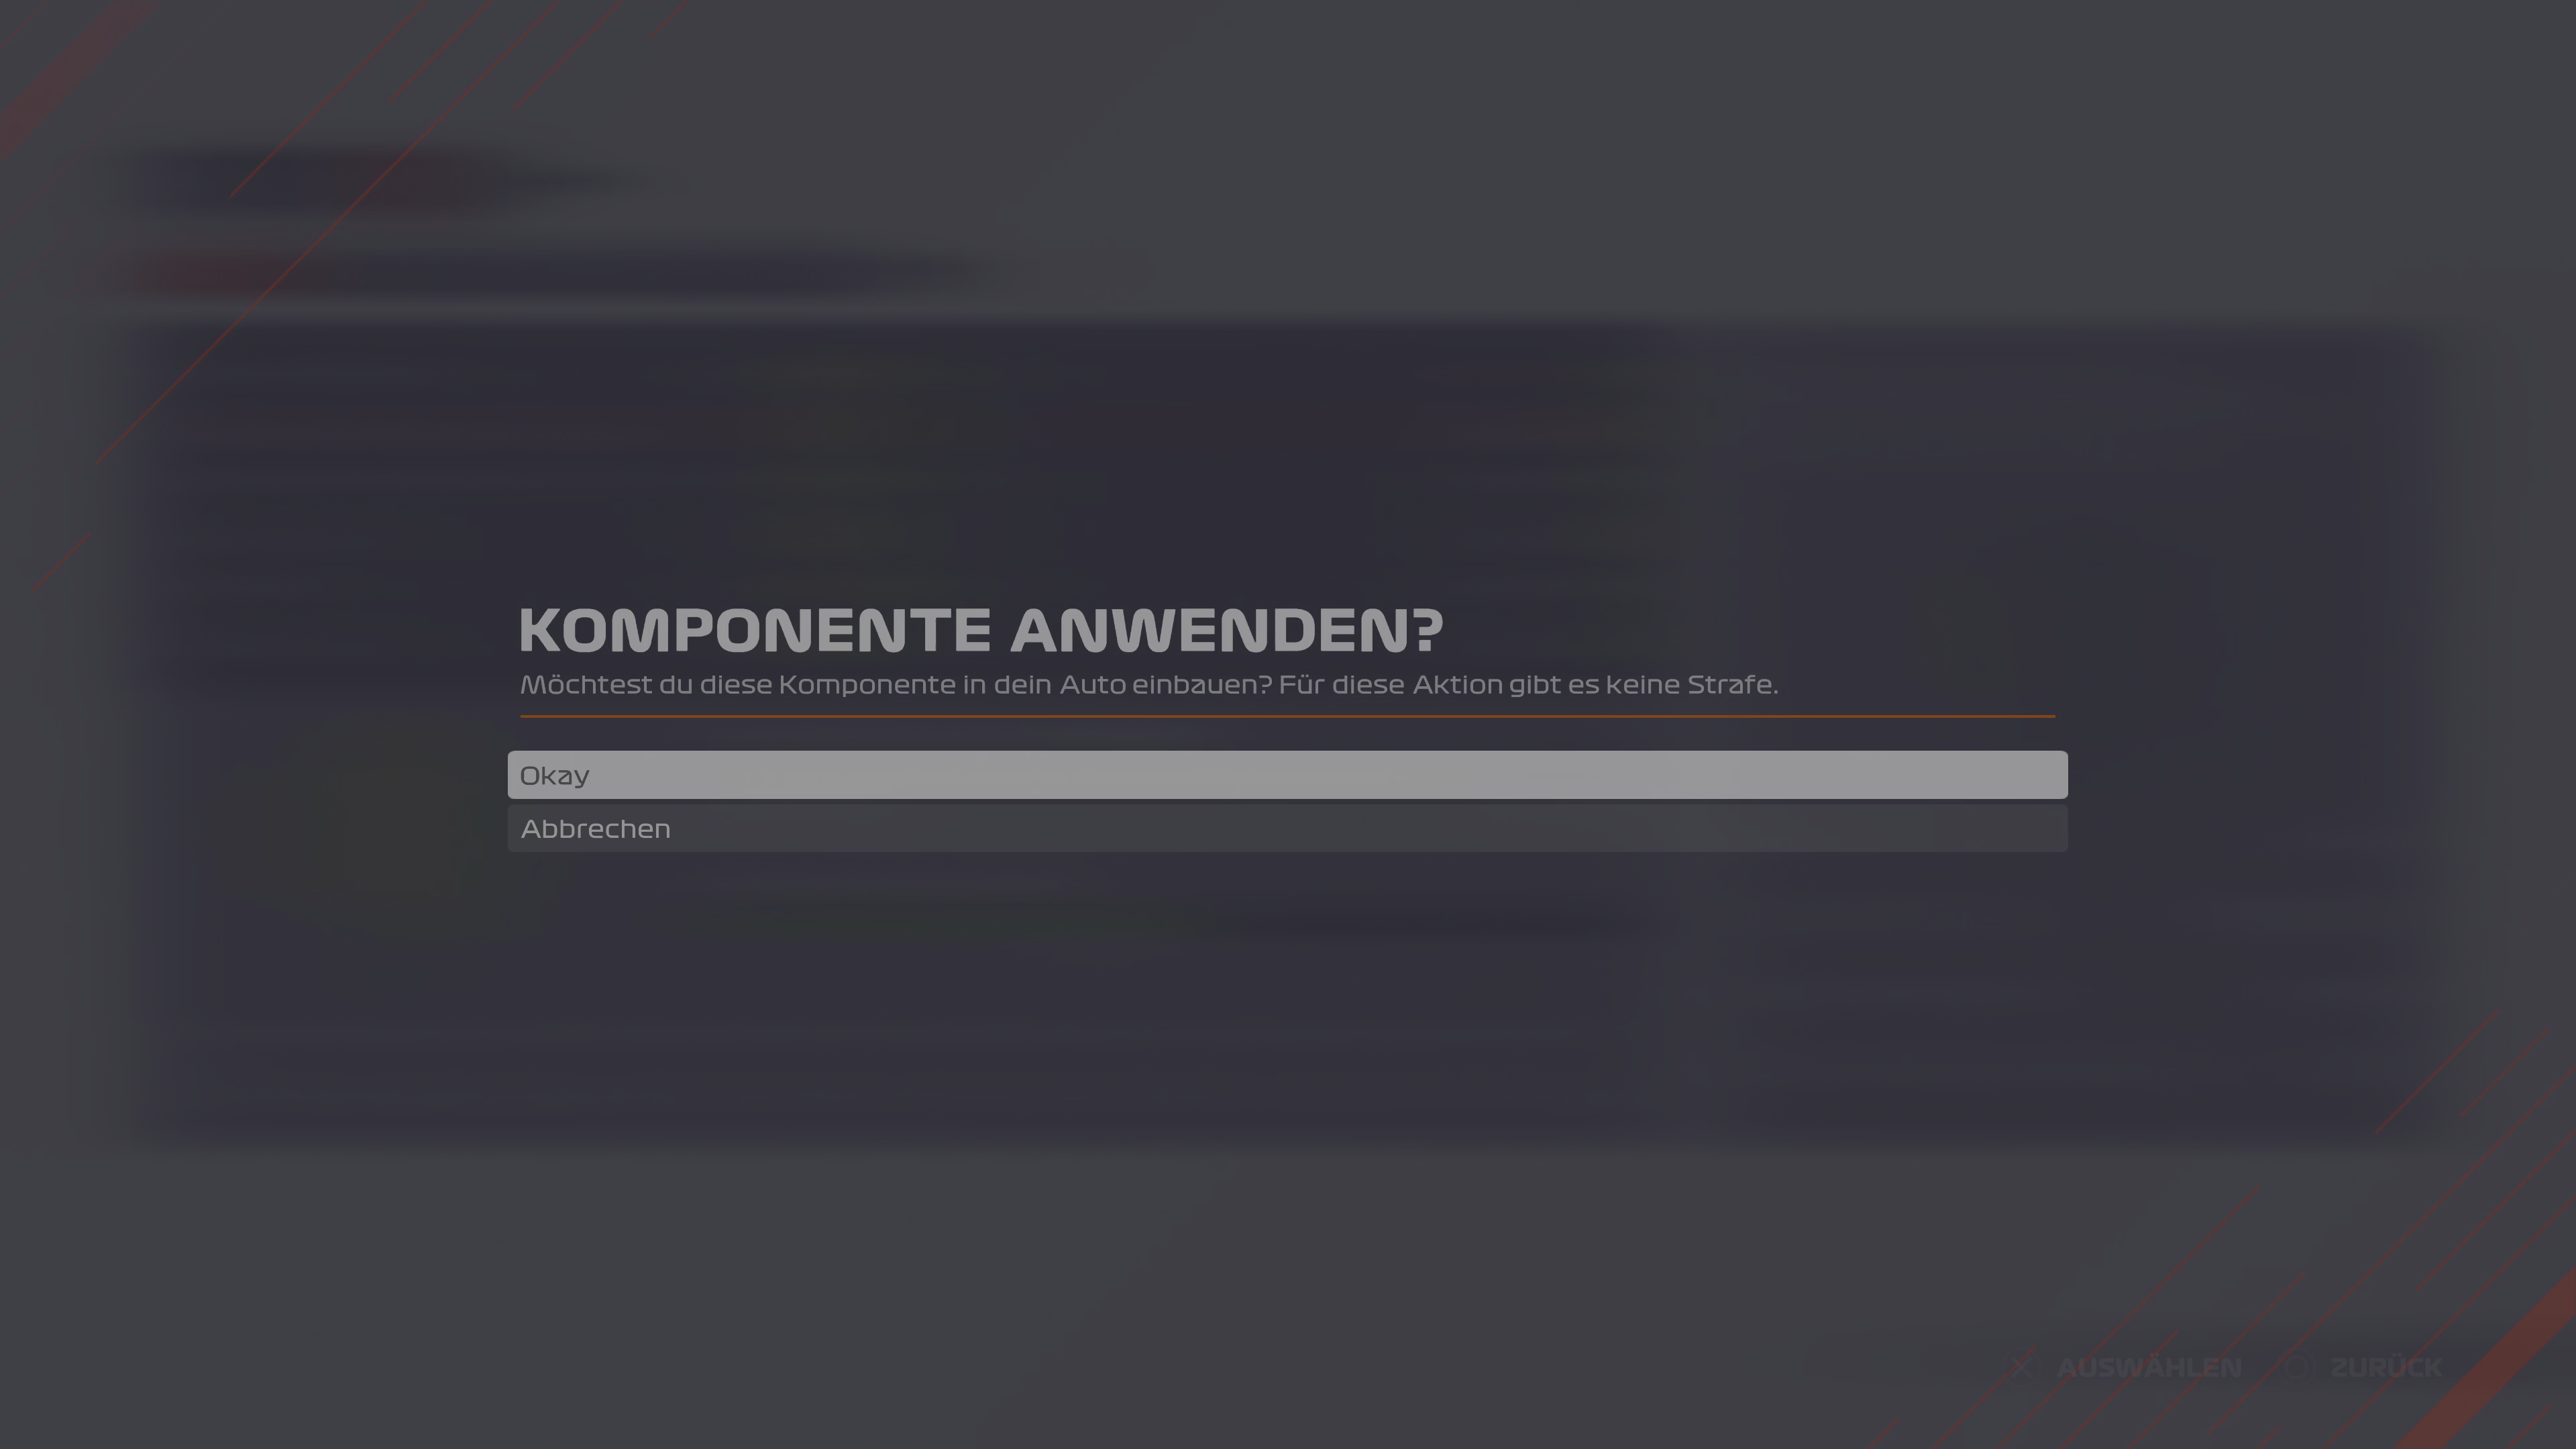 KOMPONENTE ANWENDEN?
Möchtest du diese Komponente in dein Auto einbauen? Für diese Aktion gibt es keine Strafe.
Okay
Abbrechen
AUSWÄHLEN ZURÜCK